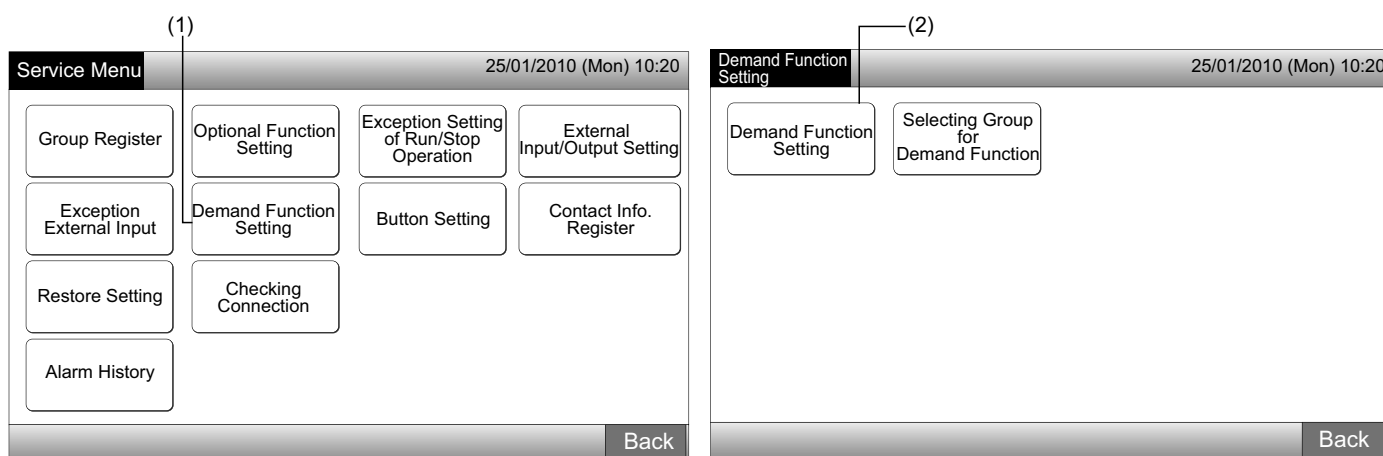 (1)
Service Menu
25/01/2010 (Mon) 10:20
Group Register
Optional Function
Setting
Exception Setting
of Run/Stop
Operation
External
Input/Output Setting
Exception
External Input
Demand Function
Setting
Button Setting
Contact Info.
Register
Restore Setting
Checking
Connection
Alarm History
Back
(2)
Demand Function
Setting
25/01/2010 (Mon) 10:20
Demand Function
Setting
Selecting Group
for
Demand Function
Back